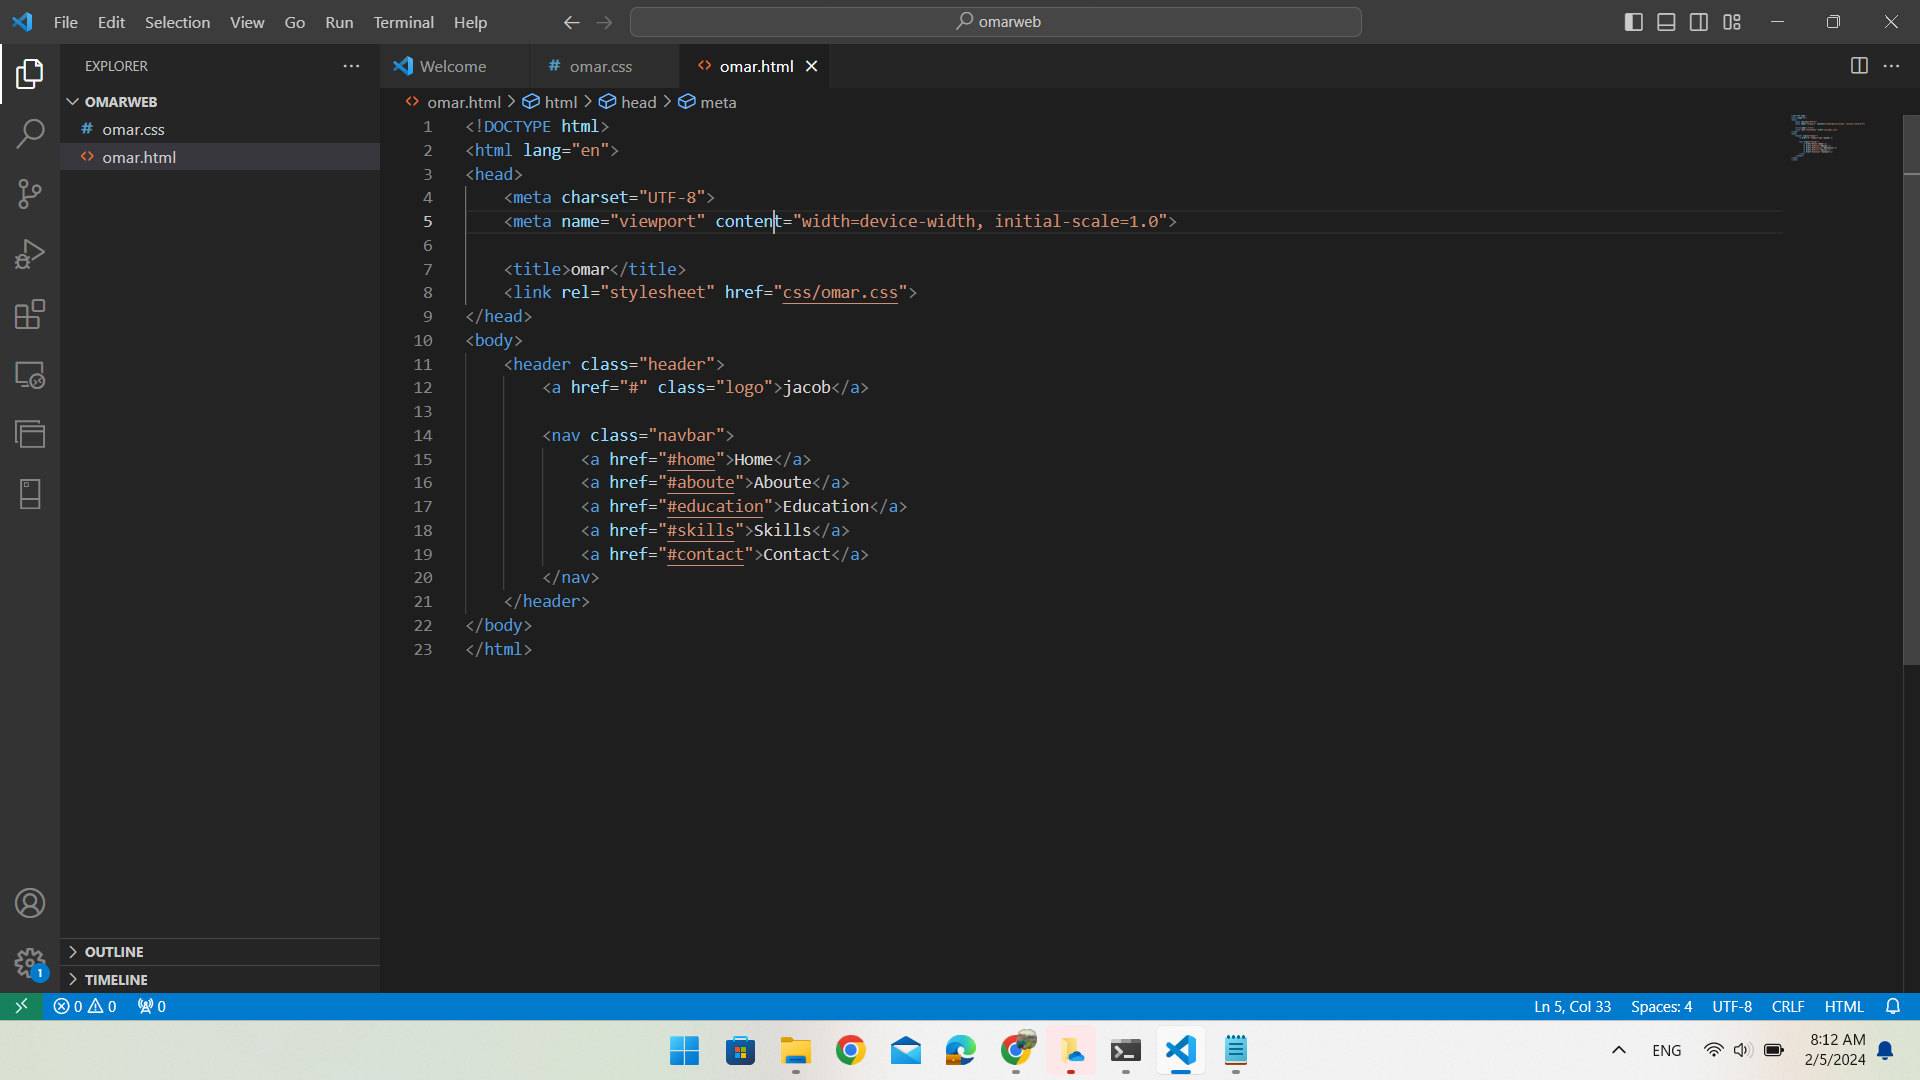 File Edit Selection View Go Run Terminal Help
omarweb
EXPLORER
Welcome
# omar.css
<> omar.html
OMARWEB
# omar.css
<> omar.html
<> omar.html > html > head > meta
1 <!DOCTYPE html>
2 <html lang="en">
3 <head>
4 <meta charset="UTF-8">
5 <meta name="viewport" content="width=device-width, initial-scale=1.0">
6
7 <title>omar</title>
8 <link rel="stylesheet" href="css/omar.css">
9 </head>
10 <body>
11 <header class="header">
12 <a href="#" class="logo">jacob</a>
13
14 <nav class="navbar">
15 <a href="#home">Home</a>
16 <a href="#aboute">Aboute</a>
17 <a href="#education">Education</a>
18 <a href="#skills">Skills</a>
19 <a href="#contact">Contact</a>
20 </nav>
21 </header>
22 </body>
23 </html>
OUTLINE
1
TIMELINE
0 0 0
Ln 5, Col 33 Spaces: 4 UTF-8 CRLF HTML
ENG
8:12 AM
2/5/2024